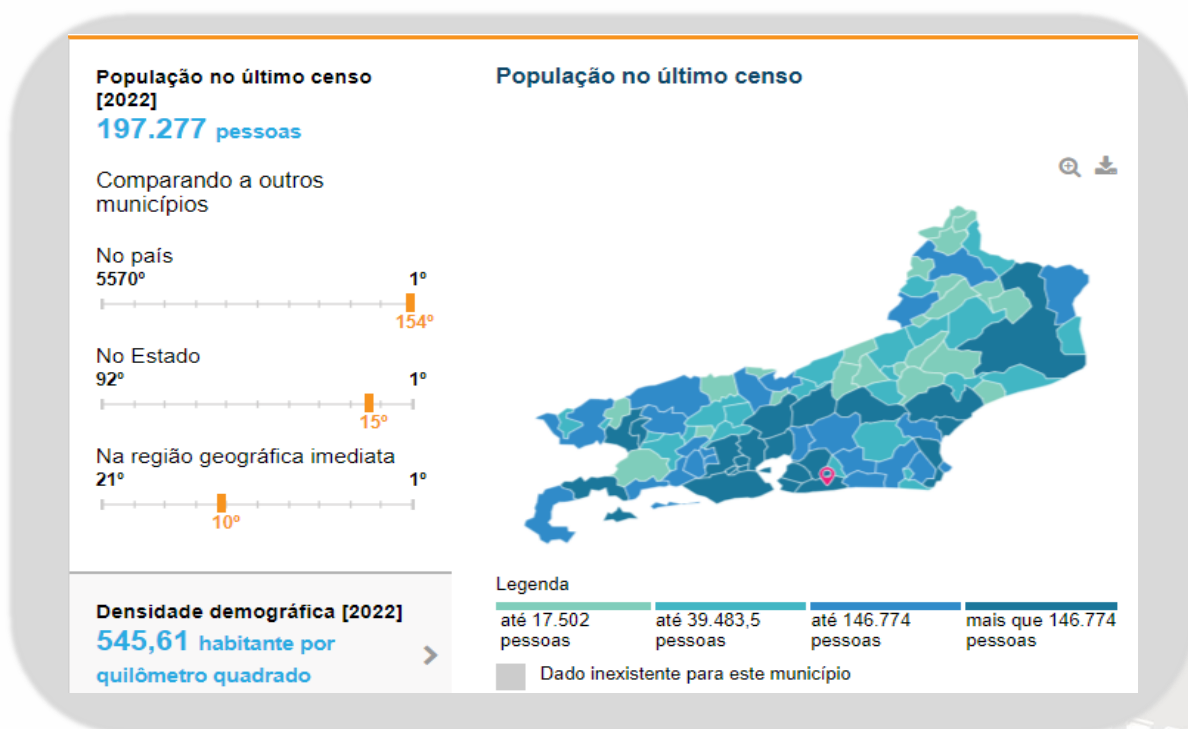 População no último censo
[2022]
197.277 pessoas
Comparando a outros
municípios
No país
5570º 1º
154º
No Estado
92º 1º
15º
Na região geográfica imediata
21º 1º
10º
Densidade demográfica [2022]
545,61 habitante por
quilômetro quadrado
População no último censo
Legenda
até 17.502
pessoas
até 39.483,5
pessoas
até 146.774
pessoas
mais que 146.774
pessoas
Dado inexistente para este município